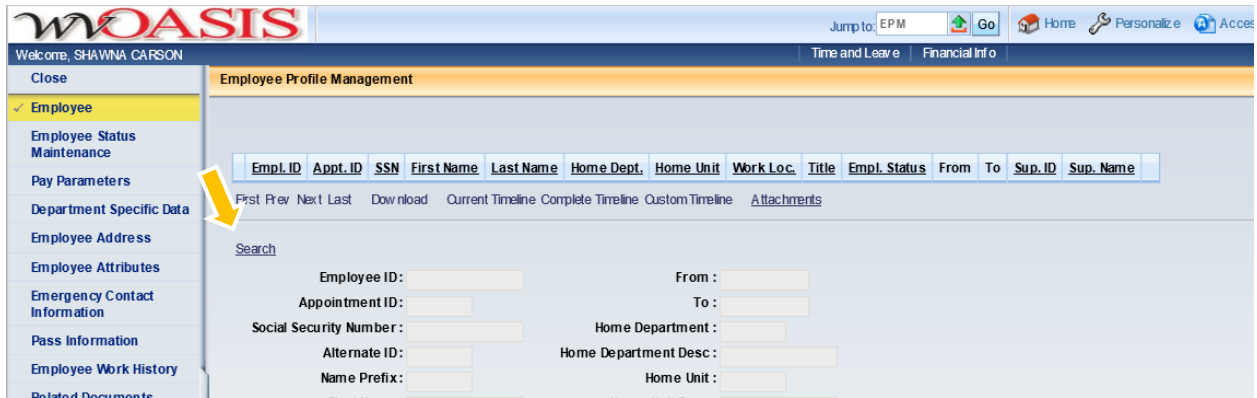 wvOASIS
Jump to: EPM Go Home Personalize Acces
Welcome, SHAWNA CARSON Time and Leave Financial Info
Close
Employee Profile Management
Employee
Employee Status
Maintenance
Empl. ID Appt. ID SSN First Name Last Name Home Dept. Home Unit Work Loc. Title Empl. Status From To Sup. ID Sup. Name
Pay Parameters
First Prev Next Last Download Current Timeline Complete Timeline Custom Timeline Attachments
Department Specific Data
Employee Address
Search
Employee Attributes
Employee ID: From :
Emergency Contact
Information
Appointment ID: To :
Social Security Number : Home Department :
Pass Information
Alternate ID: Home Department Desc :
Employee Work History
Name Prefix: Home Unit :
Related Documents